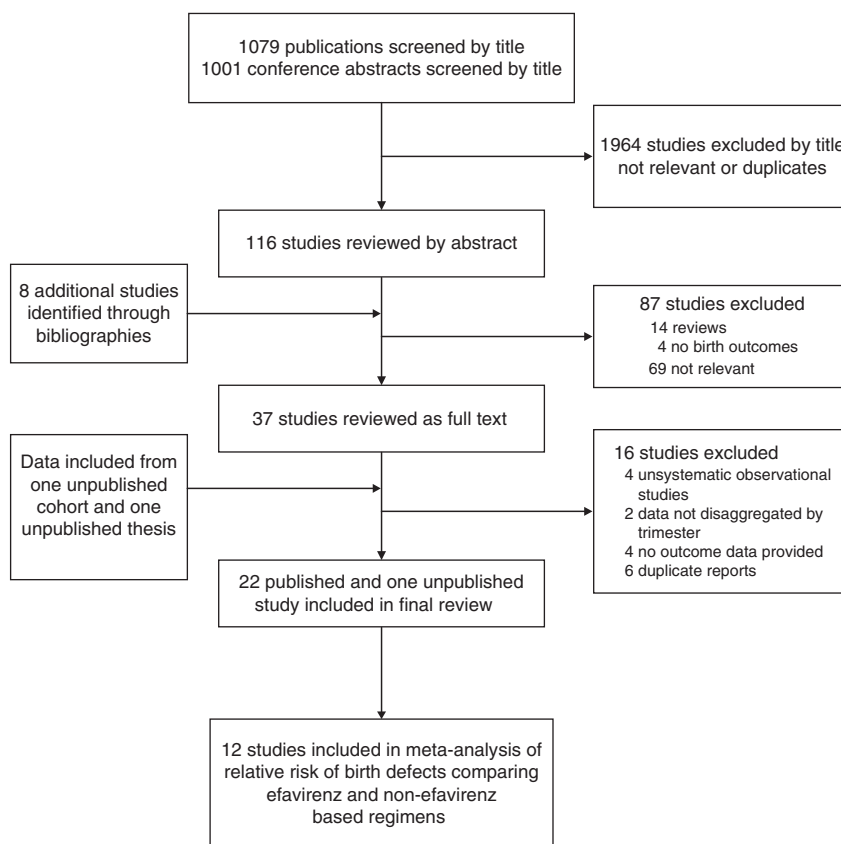 1079 publications screened by title
1001 conference abstracts screened by title
1964 studies excluded by title
not relevant or duplicates
116 studies reviewed by abstract
8 additional studies
identified through
bibliographies
87 studies excluded
14 reviews
4 no birth outcomes
69 not relevant
37 studies reviewed as full text
Data included from
one unpublished
cohort and one
unpublished thesis
16 studies excluded
4 unsystematic observational
studies
2 data not disaggregated by
trimester
4 no outcome data provided
6 duplicate reports
22 published and one unpublished
study included in final review
12 studies included in meta-analysis of
relative risk of birth defects comparing
efavirenz and non-efavirenz
based regimens